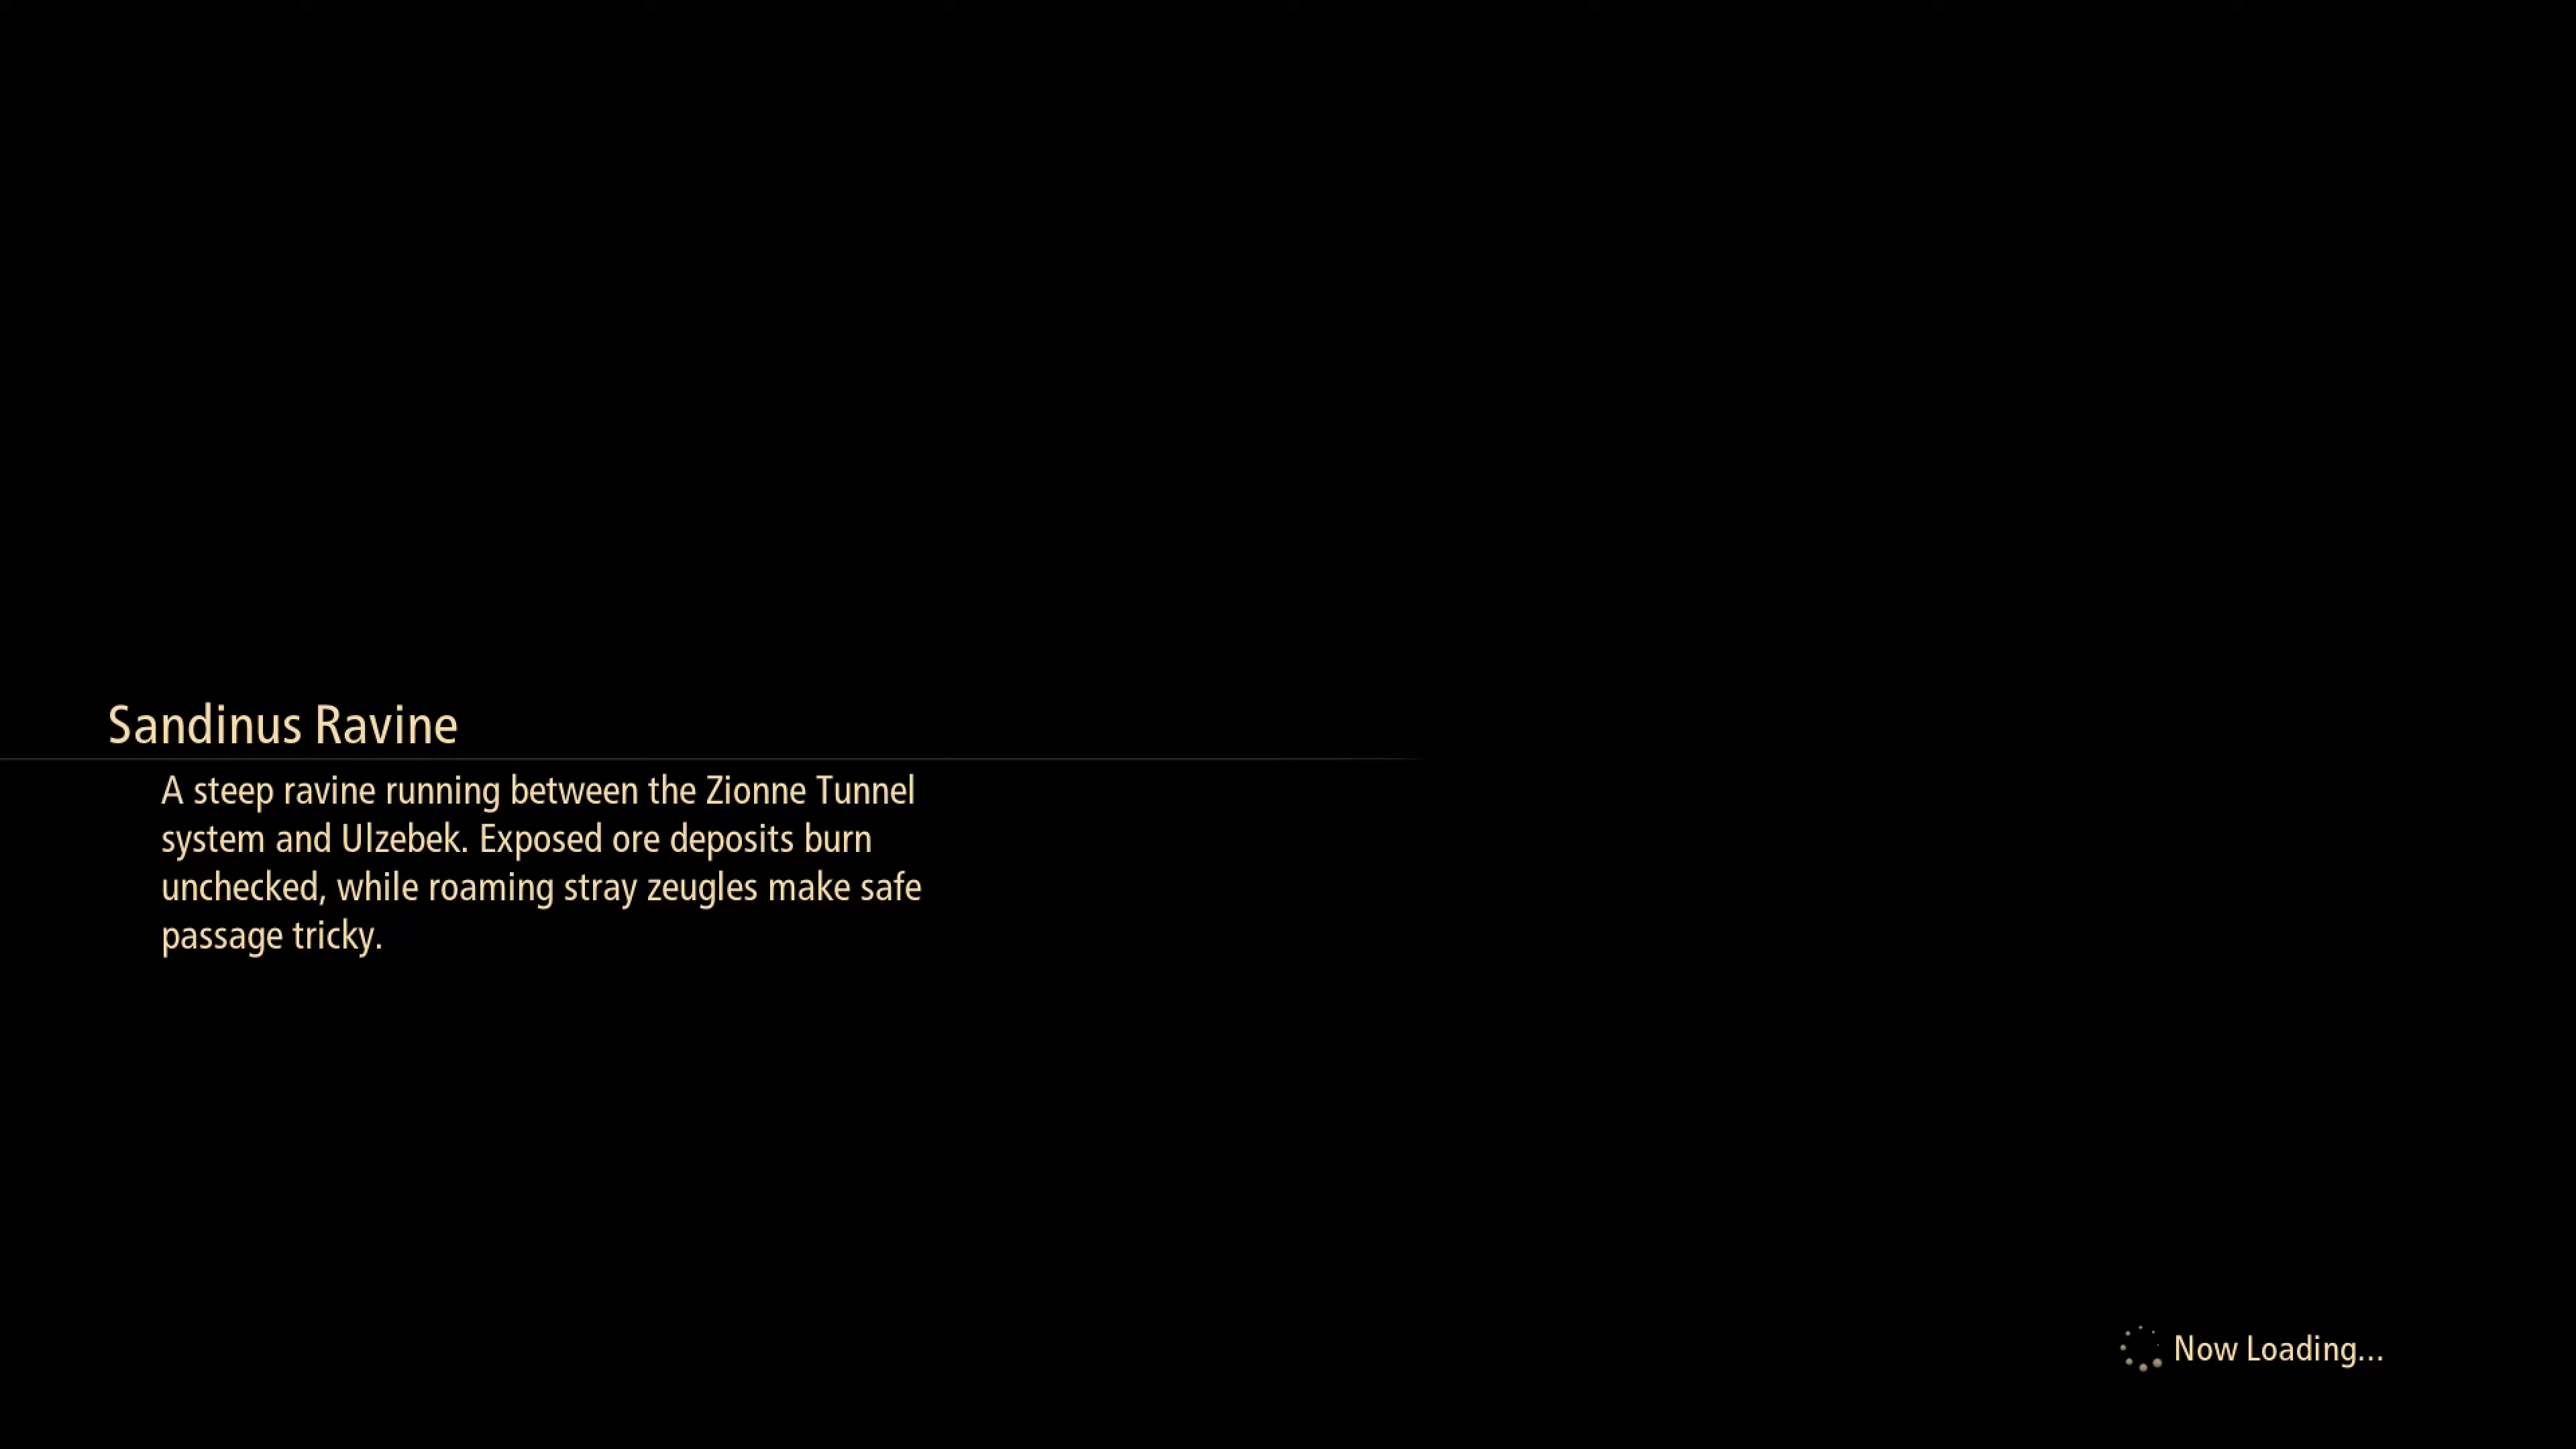 Sandinus Ravine
A steep ravine running between the Zionne Tunnel
system and Ulzebek. Exposed ore deposits burn
unchecked, while roaming stray zeugles make safe
passage tricky.
Now Loading...